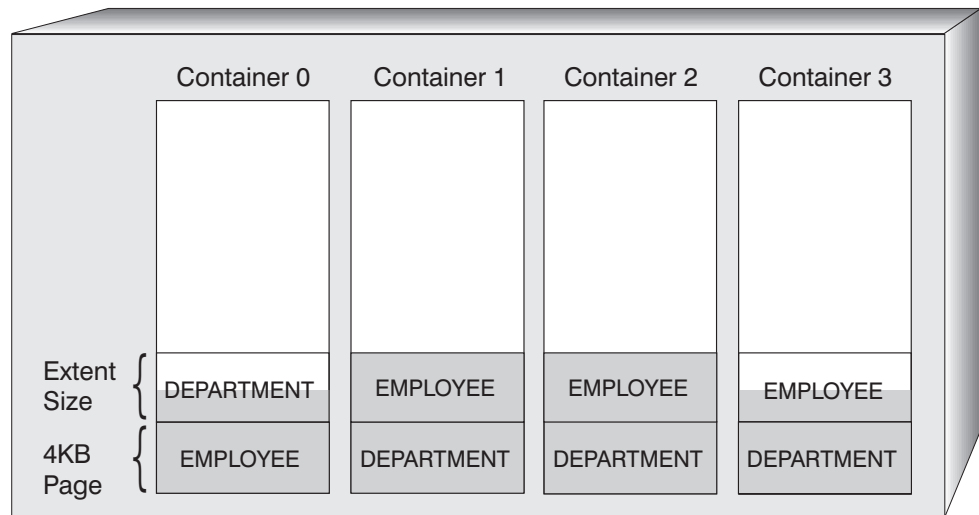 Container 0
Container 1
Container 2
Container 3
Extent
Size
DEPARTMENT
EMPLOYEE
EMPLOYEE
EMPLOYEE
4KB
Page
EMPLOYEE
DEPARTMENT
DEPARTMENT
DEPARTMENT